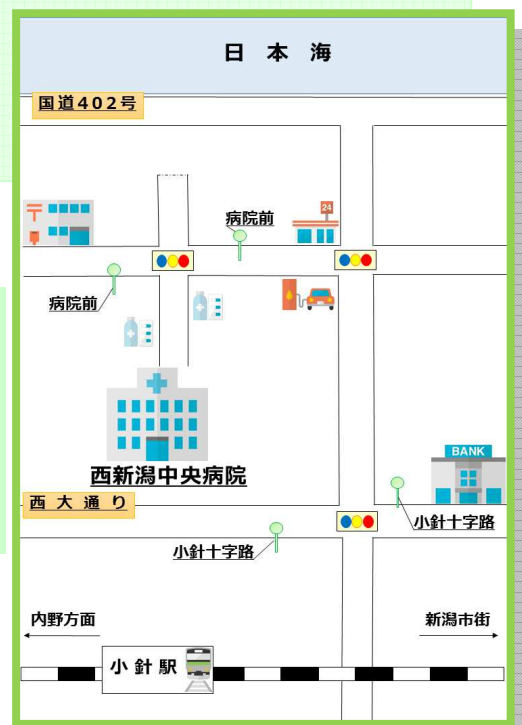 日本海
国道402号
24
病院前
病院前
西新潟中央病院
BANK
西大通り
小針十字路
小針十字路
内野方面
新潟市街
小針駅